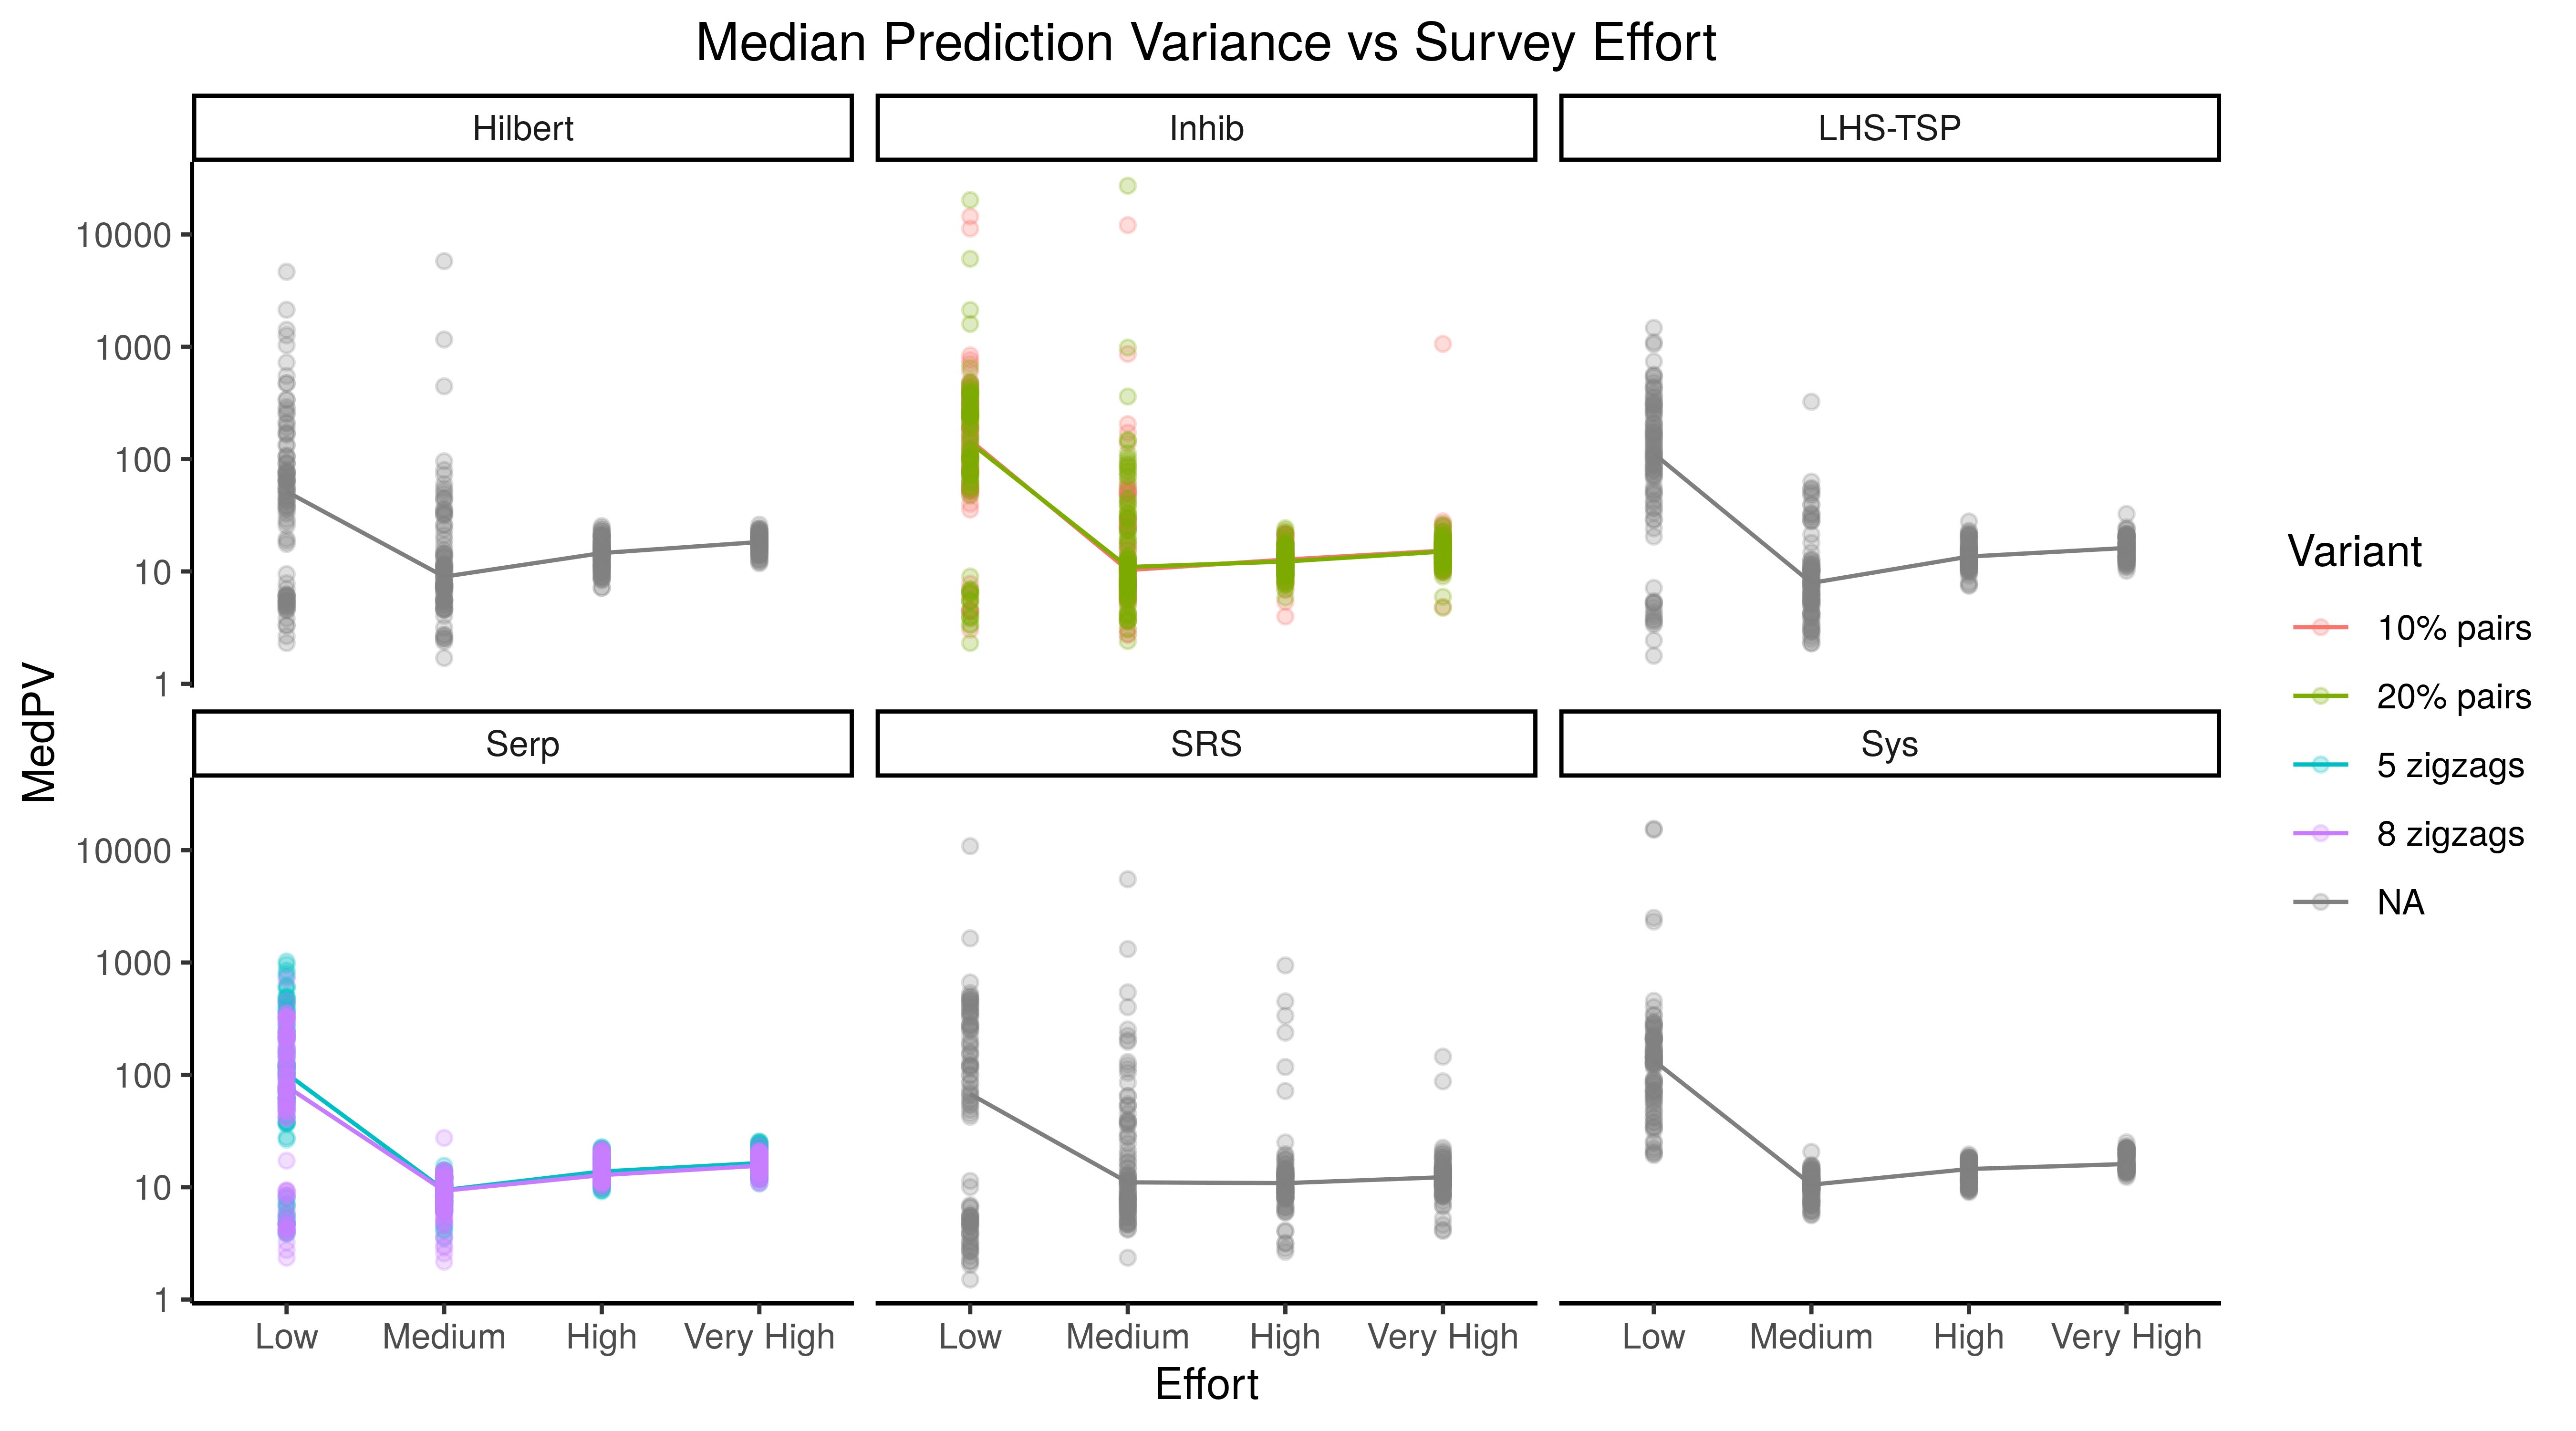 Median Prediction Variance vs Survey Effort
Hilbert
Inhib
LHS-TSP
10000
1000
100
10
1
Serp
SRS
Sys
10000
1000
100
10
1
MedPV
Low Medium High Very High
Low Medium High Very High
Low Medium High Very High
Effort
Variant
10% pairs
20% pairs
5 zigzags
8 zigzags
NA